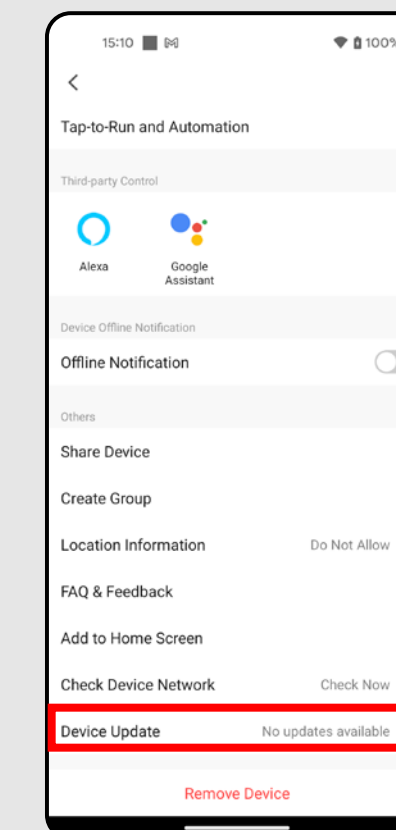 15:10 100%
Tap-to-Run and Automation
Third-party Control
Alexa
Google
Assistant
Device Offline Notification
Offline Notification
Others
Share Device
Create Group
Location Information Do Not Allow
FAQ & Feedback
Add to Home Screen
Check Device Network Check Now
Device Update No updates available
Remove Device